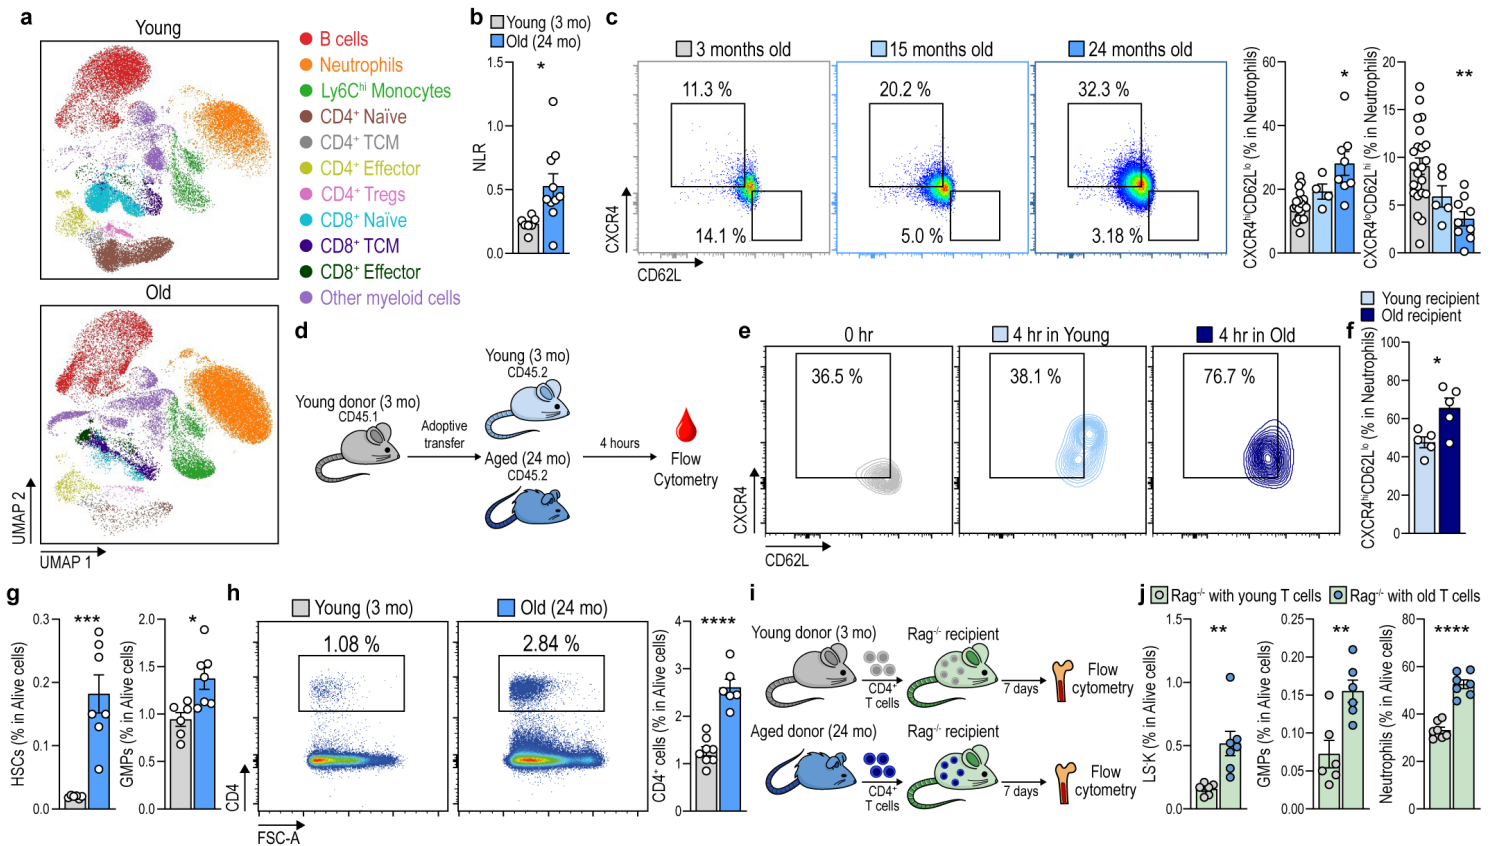 a
Young
Old
UMAP 2
UMAP 1
B cells
Neutrophils
Ly6Chi Monocytes
CD4+ Naïve
CD4+ TCM
CD4+ Effector
CD4+ Tregs
CD8+ Naïve
CD8+ TCM
CD8+ Effector
Other myeloid cells
b
Young (3 mo)
Old (24 mo)
NLR
1.5
1.0
0.5
0.0
*
c
3 months old
15 months old
24 months old
11.3 %
20.2 %
32.3 %
14.1 %
5.0 %
3.18 %
CXCR4
CD62L
CXCR4hiCD62Llo (% in Neutrophils)
60
40
20
0
*
CXCR4loCD62Lhi (% in Neutrophils)
20
15
10
5
0
**
d
Young donor (3 mo)
CD45.1
Adoptive
transfer
Young (3 mo)
CD45.2
Aged (24 mo)
CD45.2
4 hours
Flow
Cytometry
e
0 hr
4 hr in Young
4 hr in Old
36.5 %
38.1 %
76.7 %
CXCR4
CD62L
Young recipient
Old recipient
f
CXCR4hiCD62Llo (% in Neutrophils)
100
80
60
40
20
0
*
g
HSCs (% in Alive cells)
0.3
0.2
0.1
0.0
***
GMPs (% in Alive cells)
2.0
1.5
1.0
0.5
0.0
*
h
Young (3 mo)
Old (24 mo)
1.08 %
2.84 %
CD4
FSC-A
CD4+ cells (% in Alive cells)
4
3
2
1
0
****
i
Young donor (3 mo)
Rag-/- recipient
CD4+
T cells
7 days
Flow
cytometry
Aged donor (24 mo)
Rag-/- recipient
CD4+
T cells
7 days
Flow
cytometry
j
Rag-/- with young T cells
Rag-/- with old T cells
LSK (% in Alive cells)
1.5
1.0
0.5
0.0
**
GMPs (% in Alive cells)
0.25
0.20
0.15
0.10
0.05
0.00
**
Neutrophils (% in Alive cells)
80
60
40
20
0
****